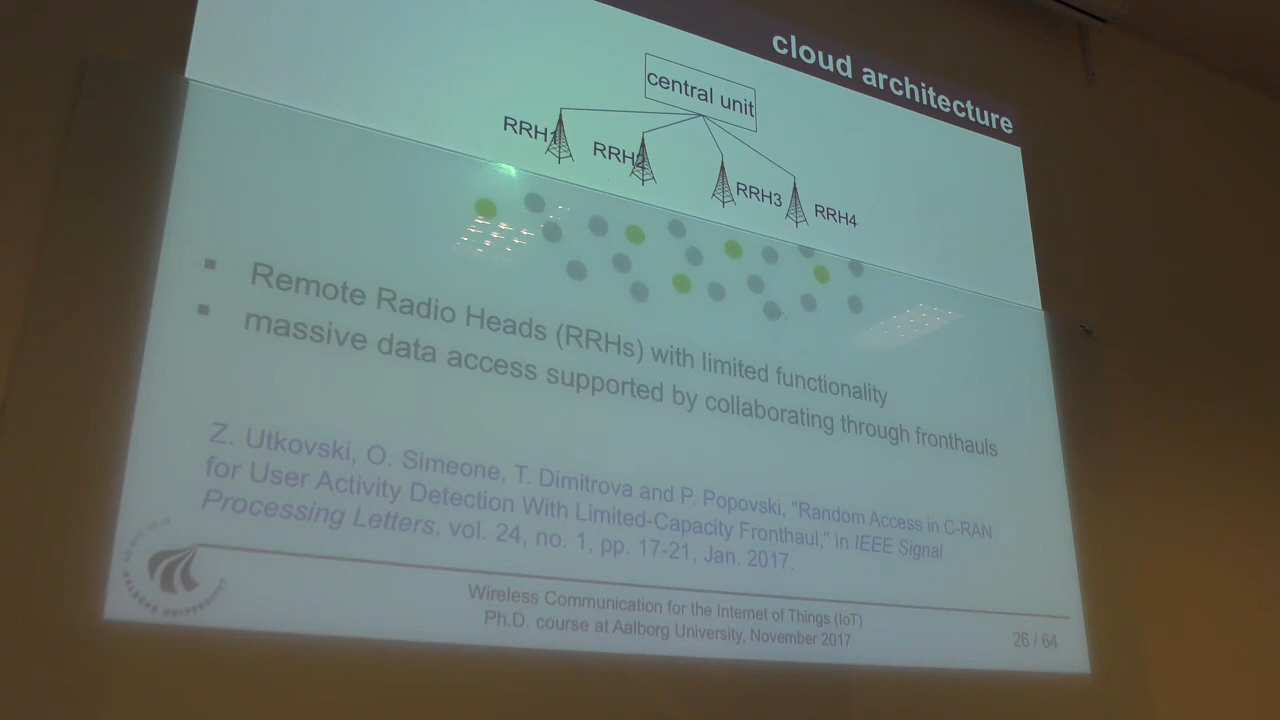 cloud architecture
central unit
RRH1
RRH2
RRH3
RRH4
▪ Remote Radio Heads (RRHs) with limited functionality
▪ massive data access supported by collaborating through fronthauls
Z. Utkovski, O. Simeone, T. Dimitrova and P. Popovski, "Random Access in C-RAN
for User Activity Detection With Limited-Capacity Fronthaul," in IEEE Signal
Processing Letters, vol. 24, no. 1, pp. 17-21, Jan. 2017.
AALBORG UNIVERSITY
Wireless Communication for the Internet of Things (IoT)
Ph.D. course at Aalborg University, November 2017
26 / 64